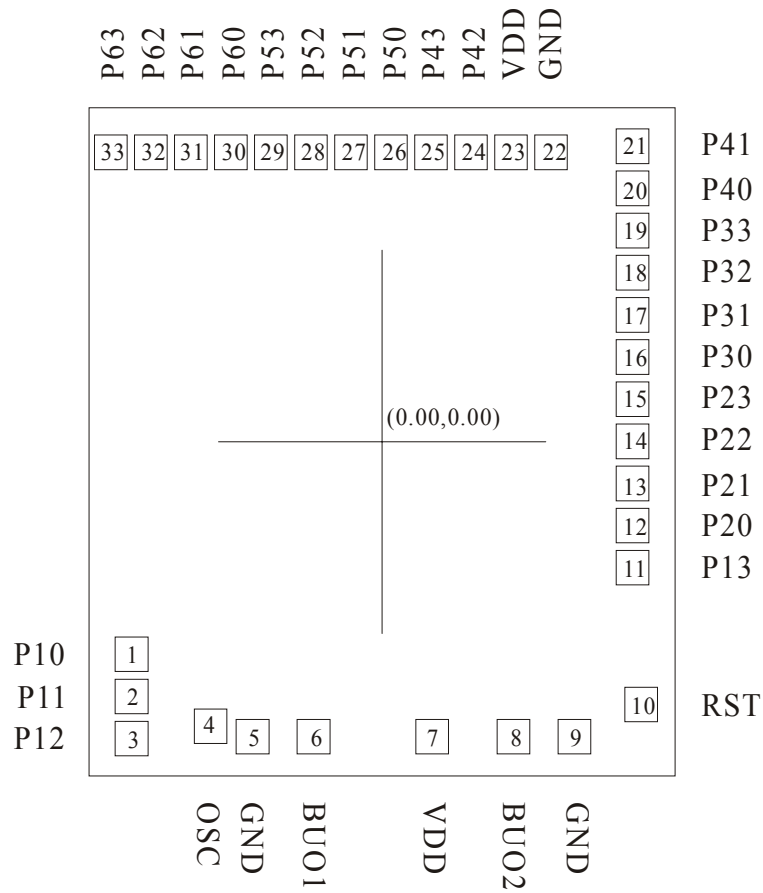 P63 P62 P61 P60 P53 P52 P51 P50 P43 P42 VDD GND
33 32 31 30 29 28 27 26 25 24 23 22
21 P41
20 P40
19 P33
18 P32
17 P31
16 P30
15 P23
(0.00,0.00)
14 P22
13 P21
12 P20
11 P13
P10 1
P11 2
10 RST
P12 3
4 5 6 7 8 9
OSC GND BUO1 VDD BUO2 GND